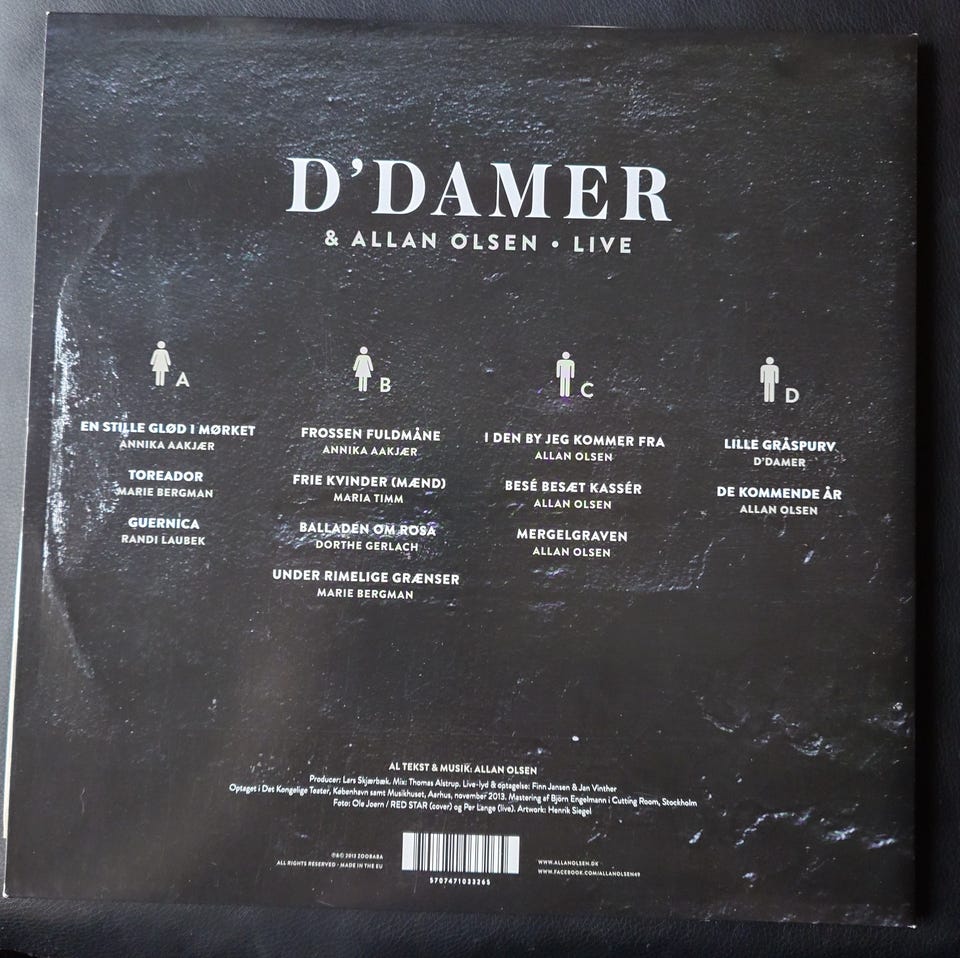 D’DAMER
& ALLAN OLSEN • LIVE
A
EN STILLE GLØD I MØRKET
ANNIKA AAKJÆR
TOREADOR
MARIE BERGMAN
GUERNICA
RANDI LAUBEK
B
FROSSEN FULDMÅNE
ANNIKA AAKJÆR
FRIE KVINDER (MÆND)
MARIA TIMM
BALLADEN OM ROSA
DORTHE GERLACH
UNDER RIMELIGE GRÆNSER
MARIE BERGMAN
C
I DEN BY JEG KOMMER FRA
ALLAN OLSEN
BESÉ BESÆT KASSÉR
ALLAN OLSEN
MERGELGRAVEN
ALLAN OLSEN
D
LILLE GRÅSPURV
D’DAMER
DE KOMMENDE ÅR
ALLAN OLSEN
AL TEKST & MUSIK: ALLAN OLSEN
Producer: Lars Skjærbæk. Mix: Thomas Alstrup. Live-lyd & optagelse: Finn Jansen & Jan Vinther
Optaget i Det Kongelige Teater, København samt Musikhuset, Aarhus, november 2013. Mastering af Björn Engelmann i Cutting Room, Stockholm
Foto: Ole Joern / RED STAR (cover) og Per Lange (live). Artwork: Henrik Siegel
℗&© 2013 ZOOBABA
ALL RIGHTS RESERVED · MADE IN THE EU
5707471033265
WWW.ALLANOLSEN.DK
WWW.FACEBOOK.COM/ALLANOLSEN49